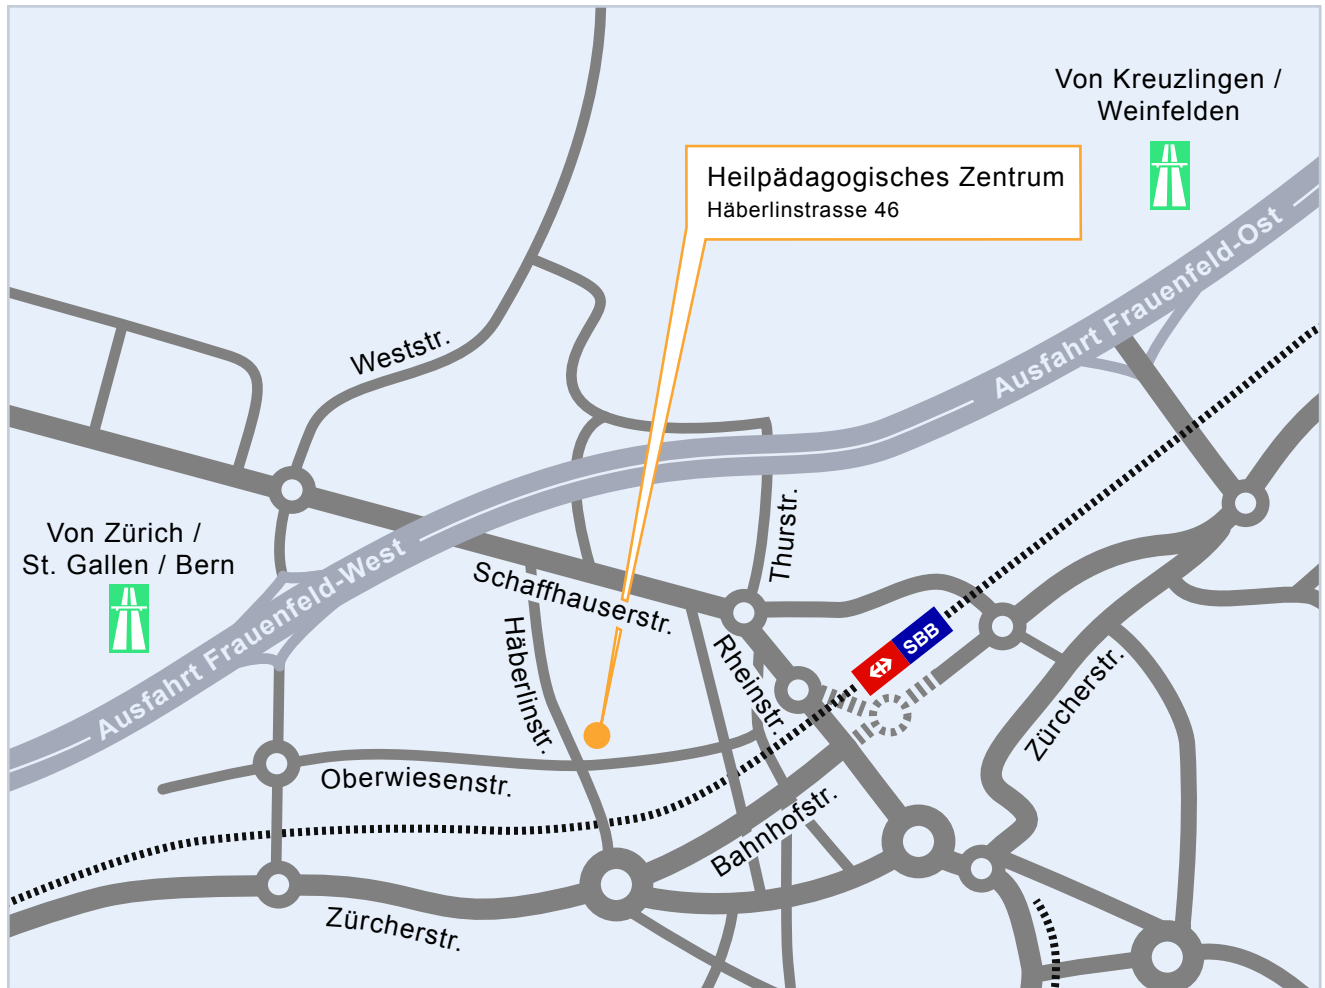 Von Kreuzlingen /
Weinfelden
Heilpädagogisches Zentrum
Häberlinstrasse 46
Ausfahrt Frauenfeld-Ost
Weststr.
Von Zürich /
St. Gallen / Bern
Ausfahrt Frauenfeld-West
Thurstr.
Schaffhauserstr.
Häberlinstr.
Rheinstr.
SBB
Zürcherstr.
Oberwiesenstr.
Bahnhofstr.
Zürcherstr.